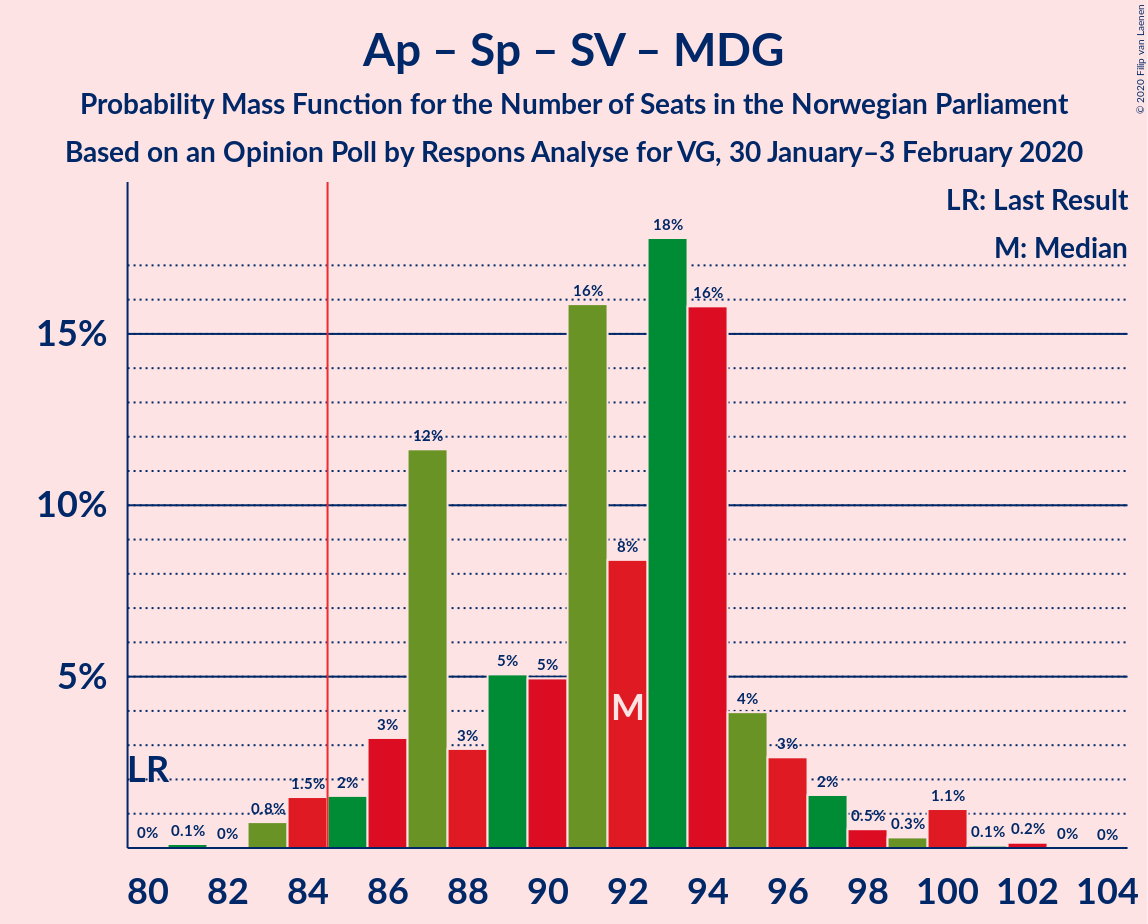 Ap – Sp – SV – MDG
Probability Mass Function for the Number of Seats in the Norwegian Parliament
Based on an Opinion Poll by Respons Analyse for VG, 30 January–3 February 2020
© 2020 Filip van Laenen
LR: Last Result
M: Median
15%
10%
5%
LR
M
0% 0.1% 0% 0.8% 1.5% 2% 3% 12% 3% 5% 5% 16% 8% 18% 16% 4% 3% 2% 0.5% 0.3% 1.1% 0.1% 0.2% 0% 0%
80 82 84 86 88 90 92 94 96 98 100 102 104